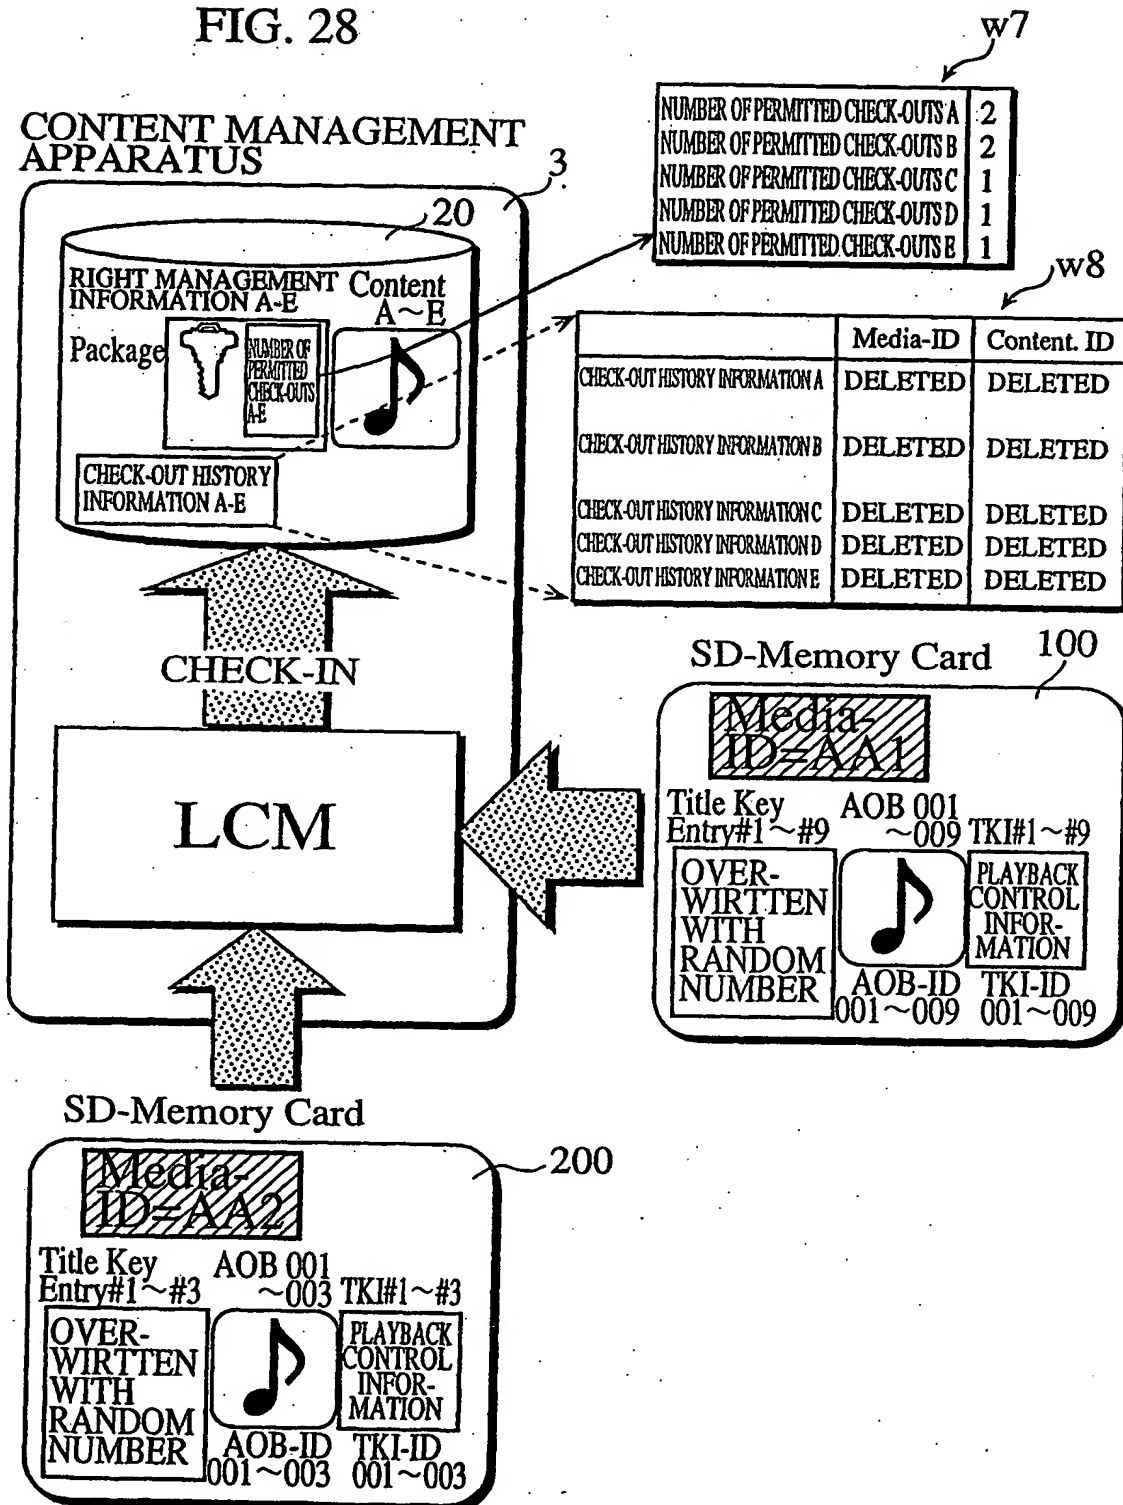 FIG. 28
w7
NUMBER OF PERMITTED CHECK-OUTS A 2
NUMBER OF PERMITTED CHECK-OUTS B 2
NUMBER OF PERMITTED CHECK-OUTS C 1
NUMBER OF PERMITTED CHECK-OUTS D 1
NUMBER OF PERMITTED CHECK-OUTS E 1
CONTENT MANAGEMENT
APPARATUS
3
20
RIGHT MANAGEMENT
INFORMATION A-E
Content
A~E
Package
NUMBER OF
PERMITTED
CHECK-OUTS
A-E
CHECK-OUT HISTORY
INFORMATION A-E
w8
Media-ID Content. ID
CHECK-OUT HISTORY INFORMATION A DELETED DELETED
CHECK-OUT HISTORY INFORMATION B DELETED DELETED
CHECK-OUT HISTORY INFORMATION C DELETED DELETED
CHECK-OUT HISTORY INFORMATION D DELETED DELETED
CHECK-OUT HISTORY INFORMATION E DELETED DELETED
CHECK-IN
LCM
SD-Memory Card
100
Media-
ID=AA1
Title Key
Entry#1~#9
AOB 001
~009
TKI#1~#9
OVER-
WIRTTEN
WITH
RANDOM
NUMBER
PLAYBACK
CONTROL
INFOR-
MATION
AOB-ID
001~009
TKI-ID
001~009
SD-Memory Card
200
Media-
ID=AA2
Title Key
Entry#1~#3
AOB 001
~003
TKI#1~#3
OVER-
WIRTTEN
WITH
RANDOM
NUMBER
PLAYBACK
CONTROL
INFOR-
MATION
AOB-ID
001~003
TKI-ID
001~003